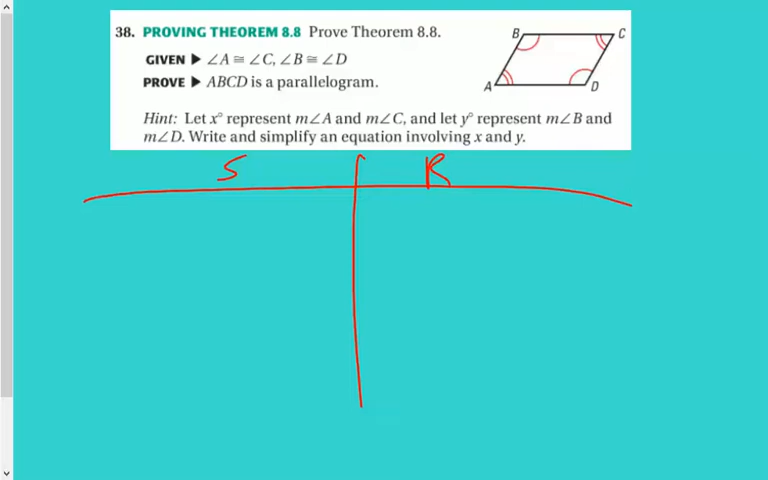 38. PROVING THEOREM 8.8 Prove Theorem 8.8.
GIVEN ▶ ∠A ≅ ∠C, ∠B ≅ ∠D
PROVE ▶ ABCD is a parallelogram.
Hint: Let x° represent m∠A and m∠C, and let y° represent m∠B and
m∠D. Write and simplify an equation involving x and y.
B C
A D
S R